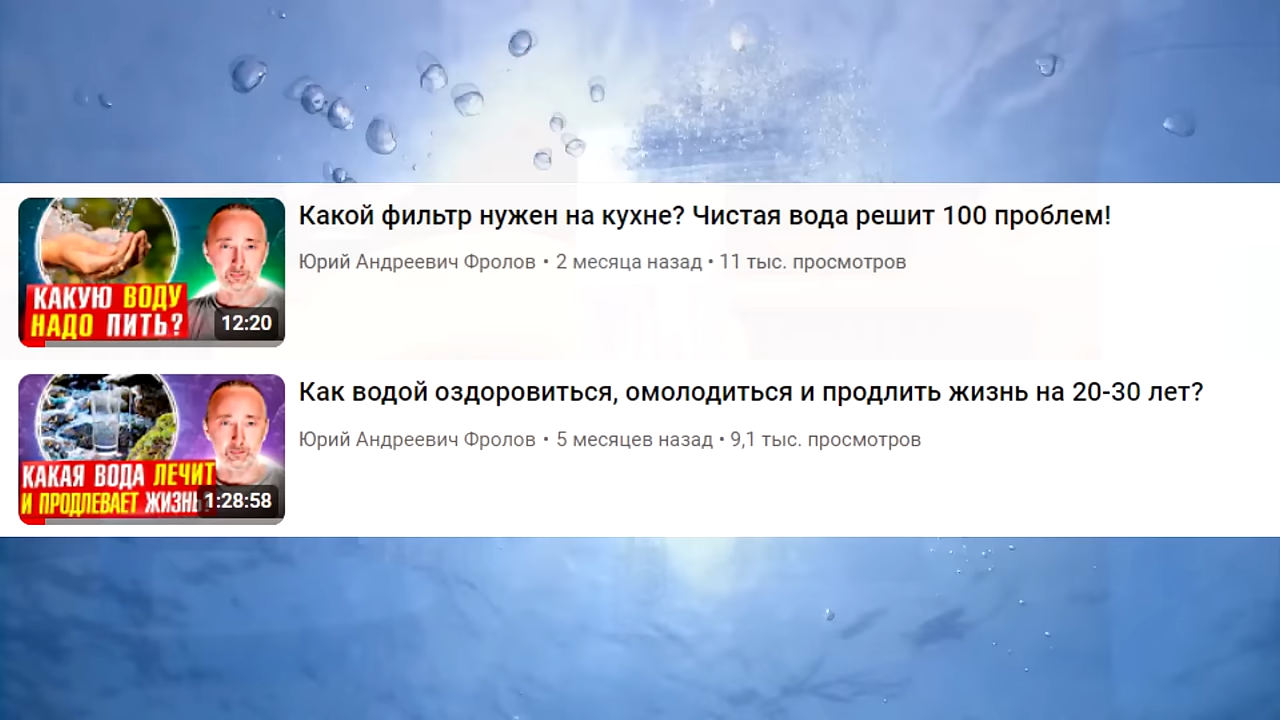 Какой фильтр нужен на кухне? Чистая вода решит 100 проблем!
Юрий Андреевич Фролов • 2 месяца назад • 11 тыс. просмотров
КАКУЮ ВОДУ
НАДО ПИТЬ?
12:20
Как водой оздоровиться, омолодиться и продлить жизнь на 20-30 лет?
Юрий Андреевич Фролов • 5 месяцев назад • 9,1 тыс. просмотров
КАКАЯ ВОДА ЛЕЧИТ
И ПРОДЛЕВАЕТ ЖИЗНЬ
1:28:58